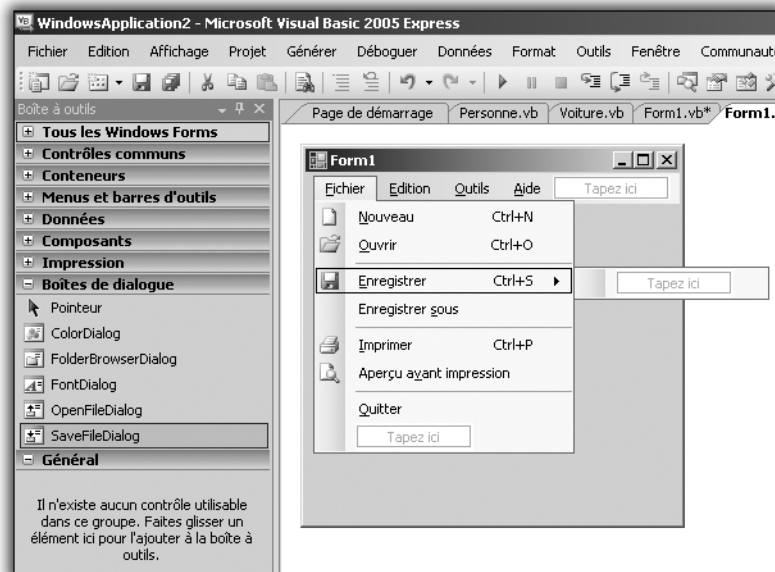 WindowsApplication2 - Microsoft Visual Basic 2005 Express
Fichier Edition Affichage Projet Générer Déboguer Données Format Outils Fenêtre Communaut
Boîte à outils
Page de démarrage Personne.vb Voiture.vb Form1.vb* Form1.
Tous les Windows Forms
Contrôles communs
Conteneurs
Menus et barres d'outils
Données
Composants
Impression
Boîtes de dialogue
Pointeur
ColorDialog
FolderBrowserDialog
FontDialog
OpenFileDialog
SaveFileDialog
Général
Il n'existe aucun contrôle utilisable
dans ce groupe. Faites glisser un
élément ici pour l'ajouter à la boîte à
outils.
Form1
Fichier Edition Outils Aide Tapez ici
Nouveau Ctrl+N
Ouvrir Ctrl+O
Enregistrer Ctrl+S Tapez ici
Enregistrer sous
Imprimer Ctrl+P
Aperçu avant impression
Quitter
Tapez ici